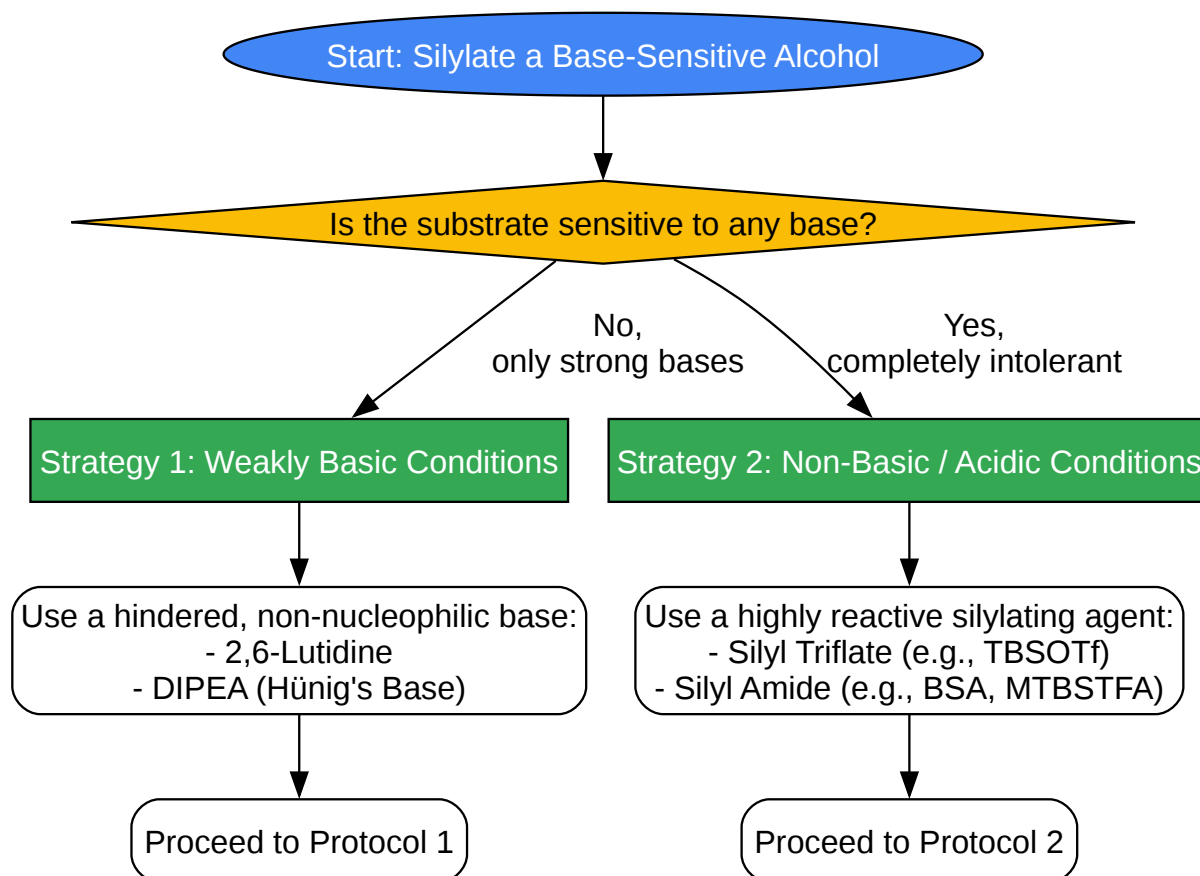 Start: Silylate a Base-Sensitive Alcohol
Is the substrate sensitive to any base?
No,
only strong bases
Yes,
completely intolerant
Strategy 1: Weakly Basic Conditions
Strategy 2: Non-Basic / Acidic Conditions
Use a hindered, non-nucleophilic base:
- 2,6-Lutidine
- DIPEA (Hünig's Base)
Use a highly reactive silylating agent:
- Silyl Triflate (e.g., TBSOTf)
- Silyl Amide (e.g., BSA, MTBSTFA)
Proceed to Protocol 1
Proceed to Protocol 2